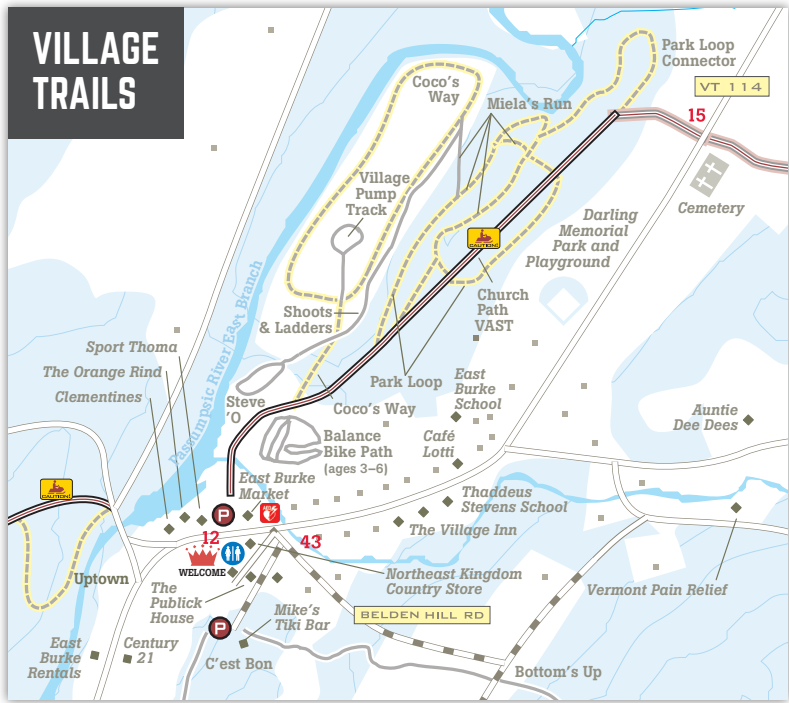 VILLAGE
TRAILS
Park Loop
Connector
VT 114
Coco's
Way
Miela's Run
15
Village
Pump
Track
Cemetery
Darling
Memorial
Park and
Playground
CAUTION!
Church
Path
VAST
Shoots
& Ladders
Passumpsic River East Branch
Sport Thoma
The Orange Rind
Clementines
Park Loop
East
Burke
School
Steve
'O
Coco's Way
Auntie
Dee Dees
Balance
Bike Path
(ages 3–6)
Café
Lotti
East Burke
Market
CAUTION!
P
AED
Thaddeus
Stevens School
The Village Inn
12
43
WELCOME
Uptown
Northeast Kingdom
Country Store
The
Publick
House
Vermont Pain Relief
Mike's
Tiki Bar
BELDEN HILL RD
P
East
Burke
Rentals
Century
21
C'est Bon
Bottom's Up